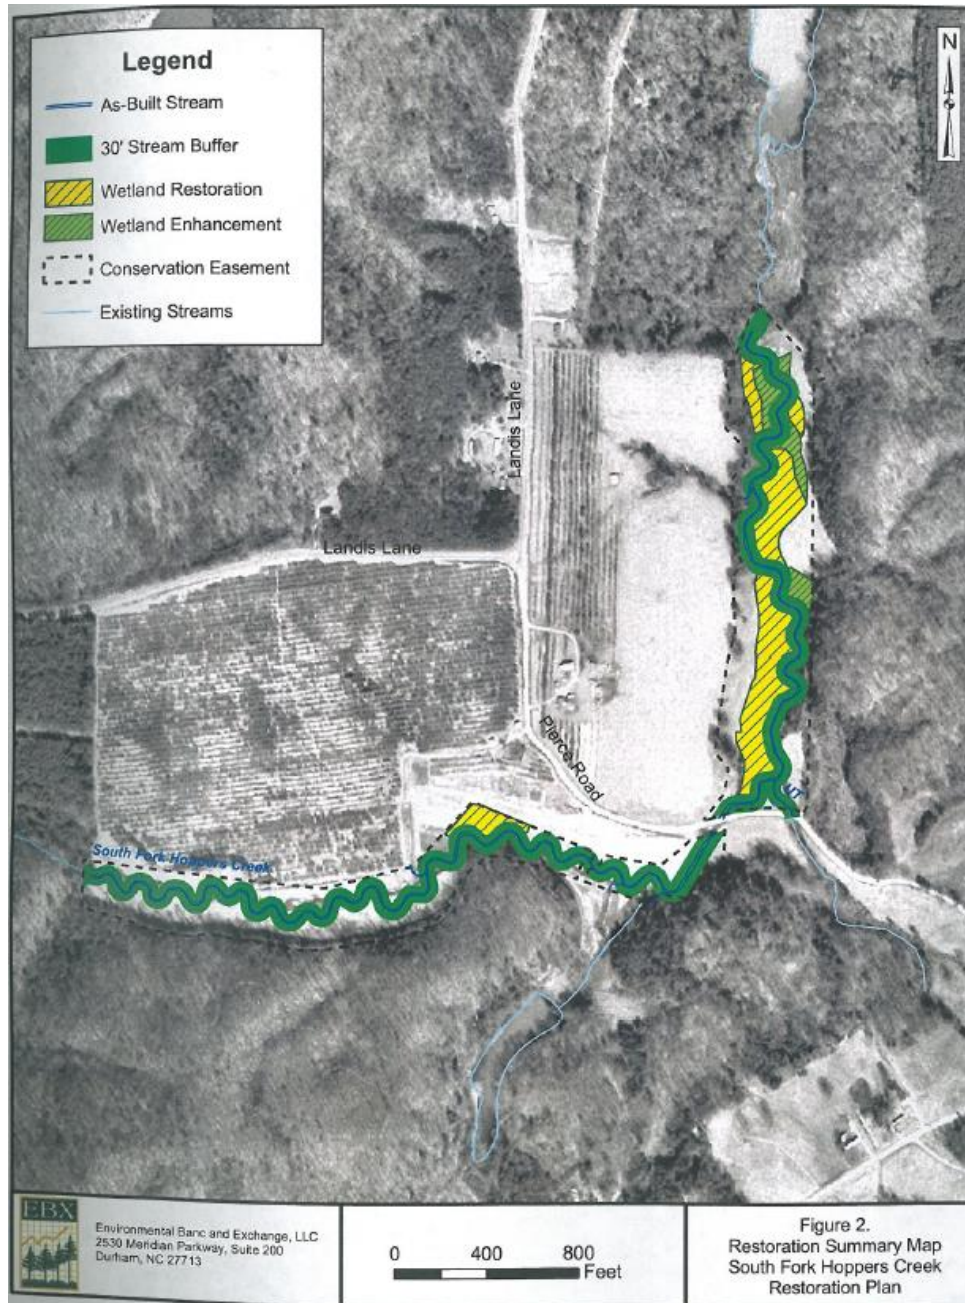 Legend
As-Built Stream
30' Stream Buffer
Wetland Restoration
Wetland Enhancement
Conservation Easement
Existing Streams
N
Landis Lane
Landis Lane
Pierce Road
UT
South Fork Hoppers Creek
EBX
Environmental Banc and Exchange, LLC
2530 Meridian Parkway, Suite 200
Durham, NC 27713
0 400 800
Feet
Figure 2.
Restoration Summary Map
South Fork Hoppers Creek
Restoration Plan